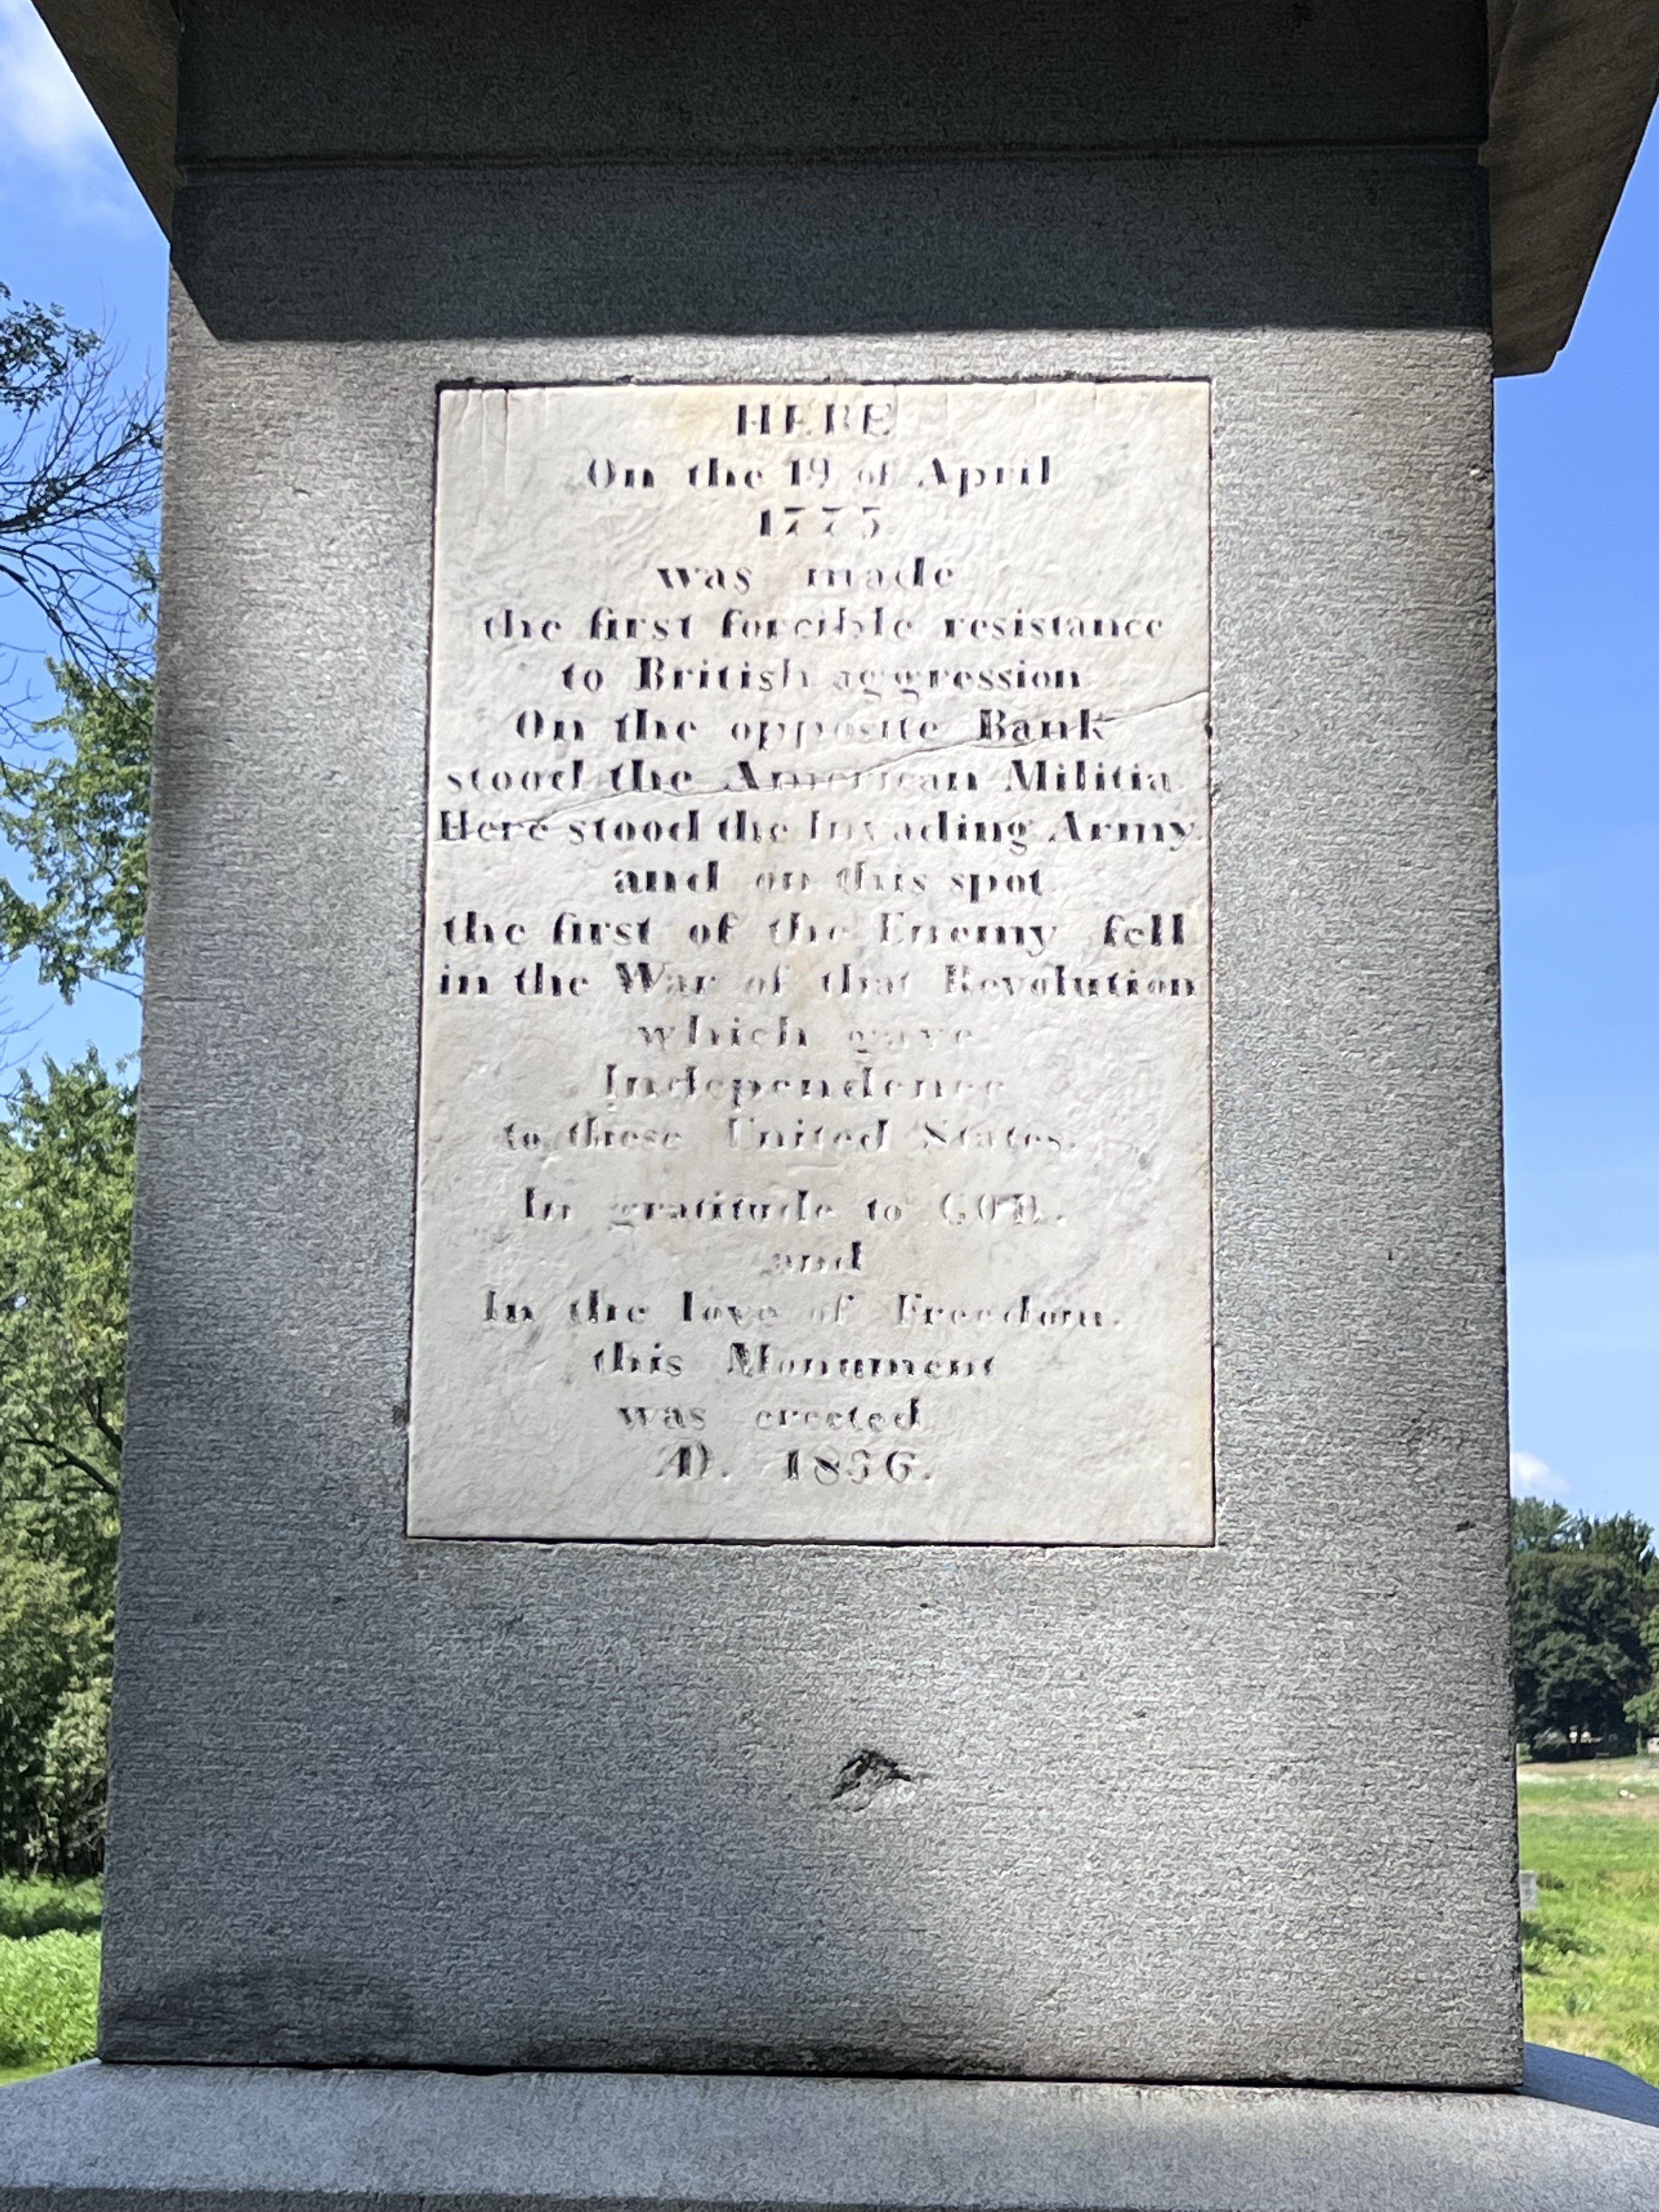 HERE
On the 19 of April
1775
was made
the first forcible resistance
to British aggression
On the opposite Bank
stood the American Militia
Here stood the Invading Army
and on this spot
the first of the Enemy fell
in the War of that Revolution
which gave
Independence
to these United States.
In gratitude to GOD.
and
In the love of Freedom.
this Monument
was erected
AD. 1836.